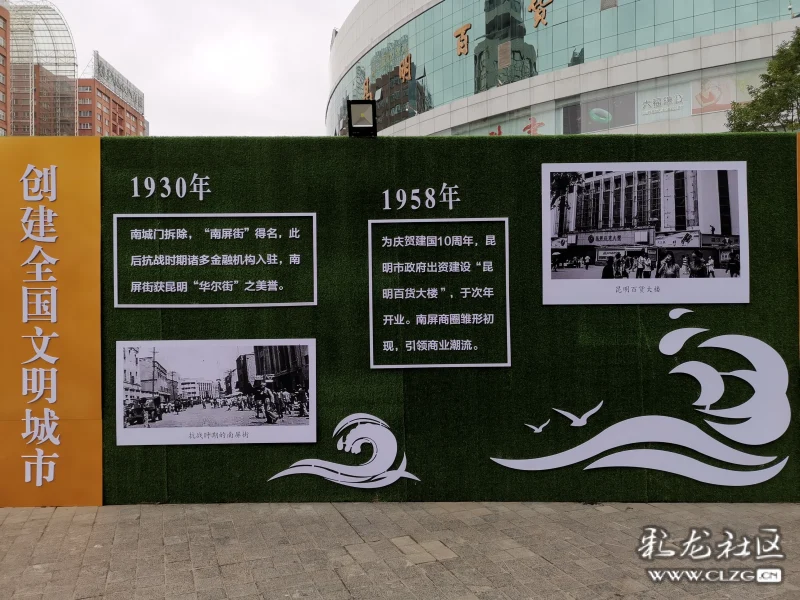 昆明百货
创建全国文明城市
1930年
南城门拆除，“南屏街”得名，此
后抗战时期诸多金融机构入驻，南
屏街获昆明“华尔街”之美誉。
抗战时期的南屏街
1958年
为庆贺建国10周年，昆
明市政府出资建设“昆
明百货大楼”，于次年
开业。南屏商圈雏形初
现，引领商业潮流。
昆明百货大楼
彩龙社区
WWW.CLZG.CN